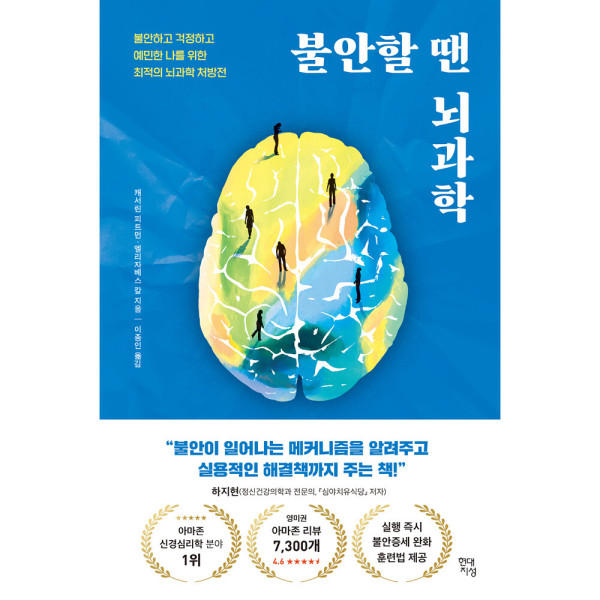 불안하고 걱정하고
예민한 나를 위한
최적의 뇌과학 처방전
불안할 땐
뇌과학
캐서린 피트먼·엘리자베스 칼 지음 | 이종인 옮김
“불안이 일어나는 메커니즘을 알려주고
실용적인 해결책까지 주는 책!”
하지현(정신건강의학과 전문의, 『심야치유식당』 저자)
아마존
신경심리학 분야
1위
영미권
아마존 리뷰
7,300개
4.6
실행 즉시
불안증세 완화
훈련법 제공
현대
지성